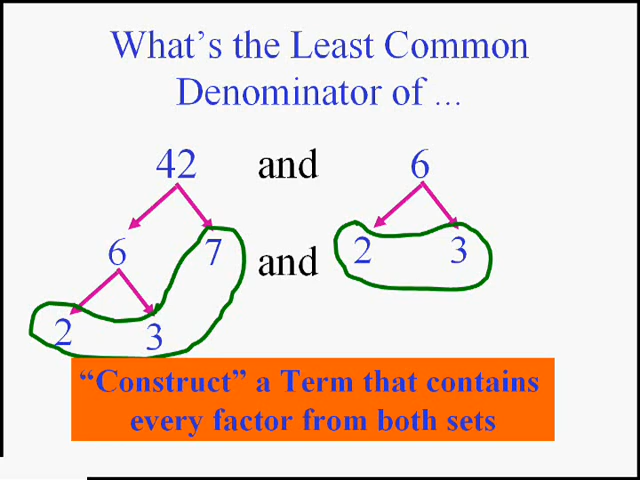 What's the Least Common
Denominator of ...
42 and 6
6 7 and 2 3
2 3
“Construct” a Term that contains
every factor from both sets